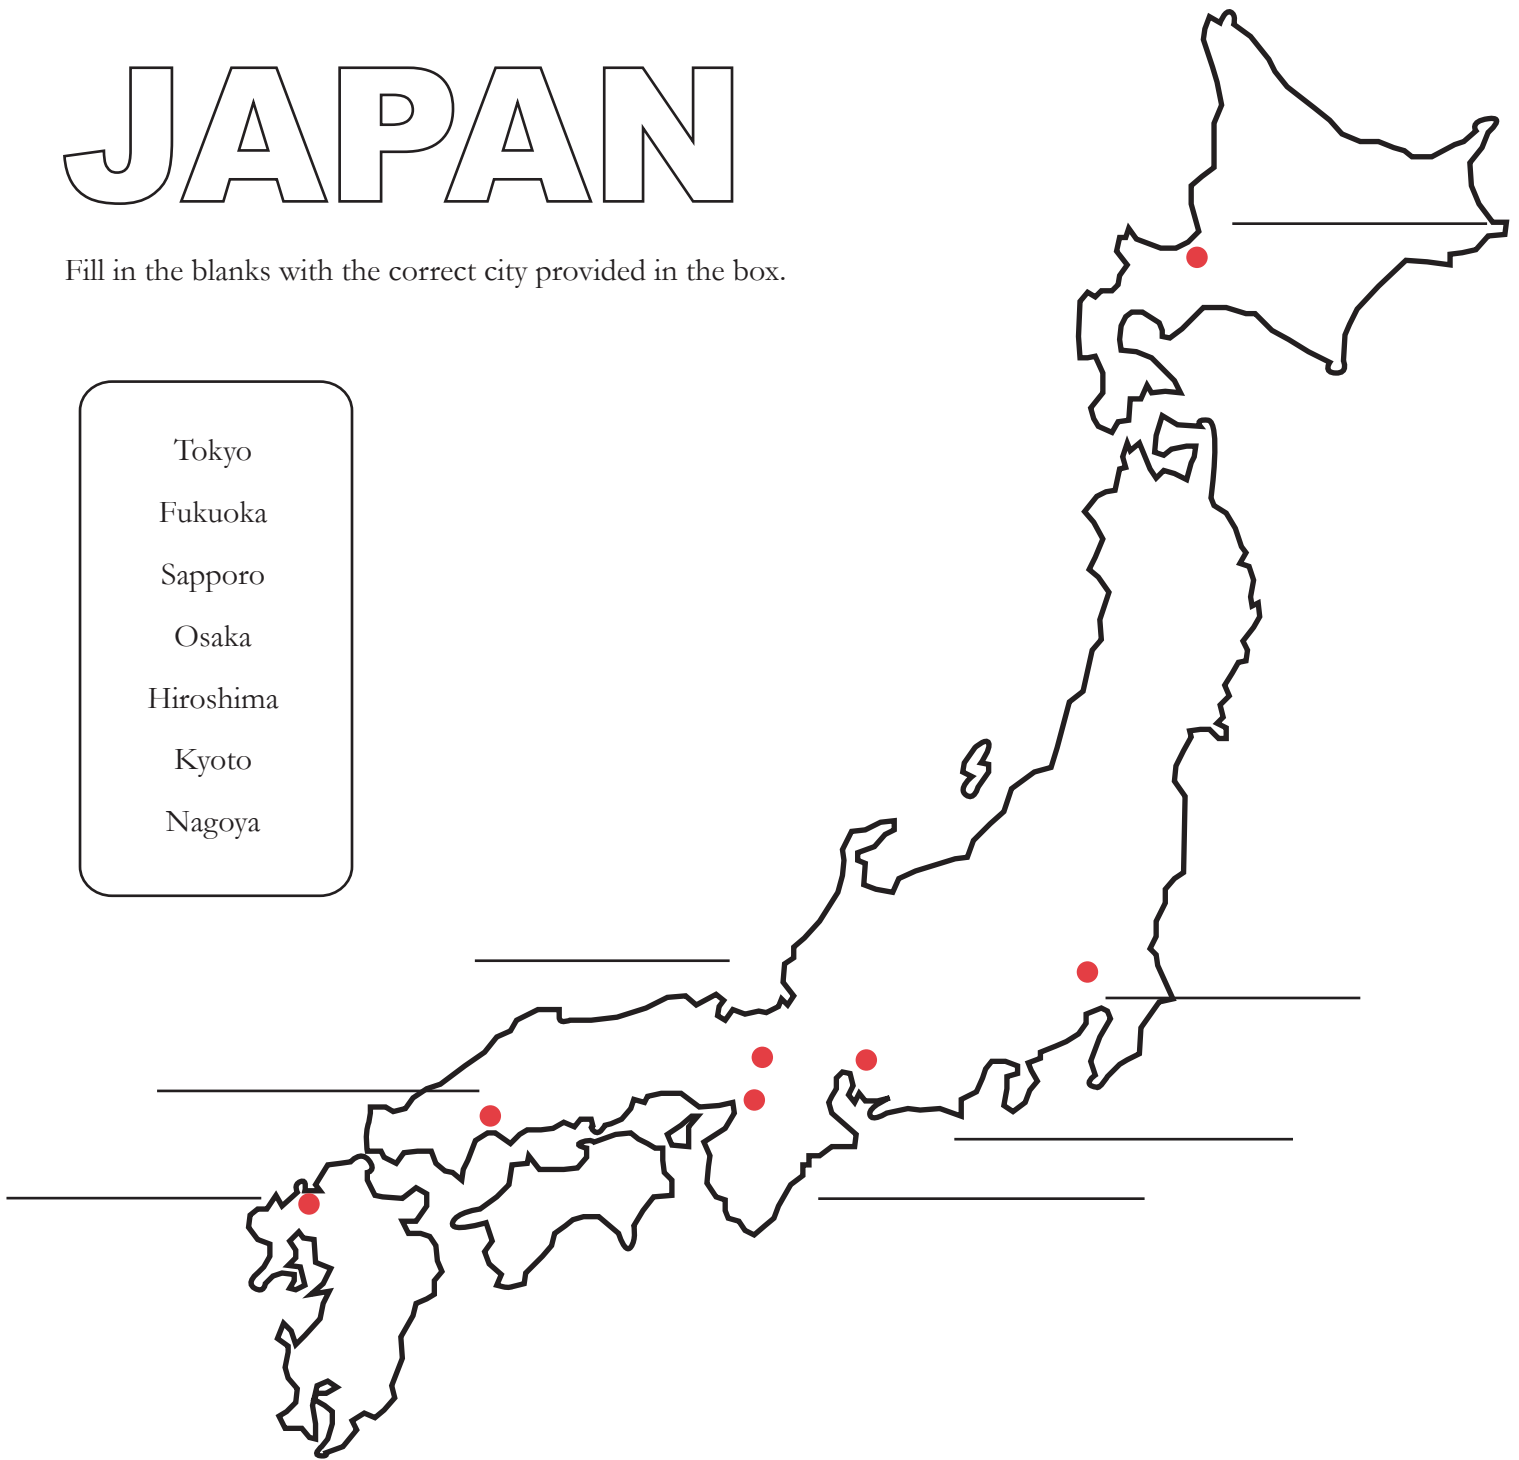 JAPAN
Fill in the blanks with the correct city provided in the box.
Tokyo
Fukuoka
Sapporo
Osaka
Hiroshima
Kyoto
Nagoya